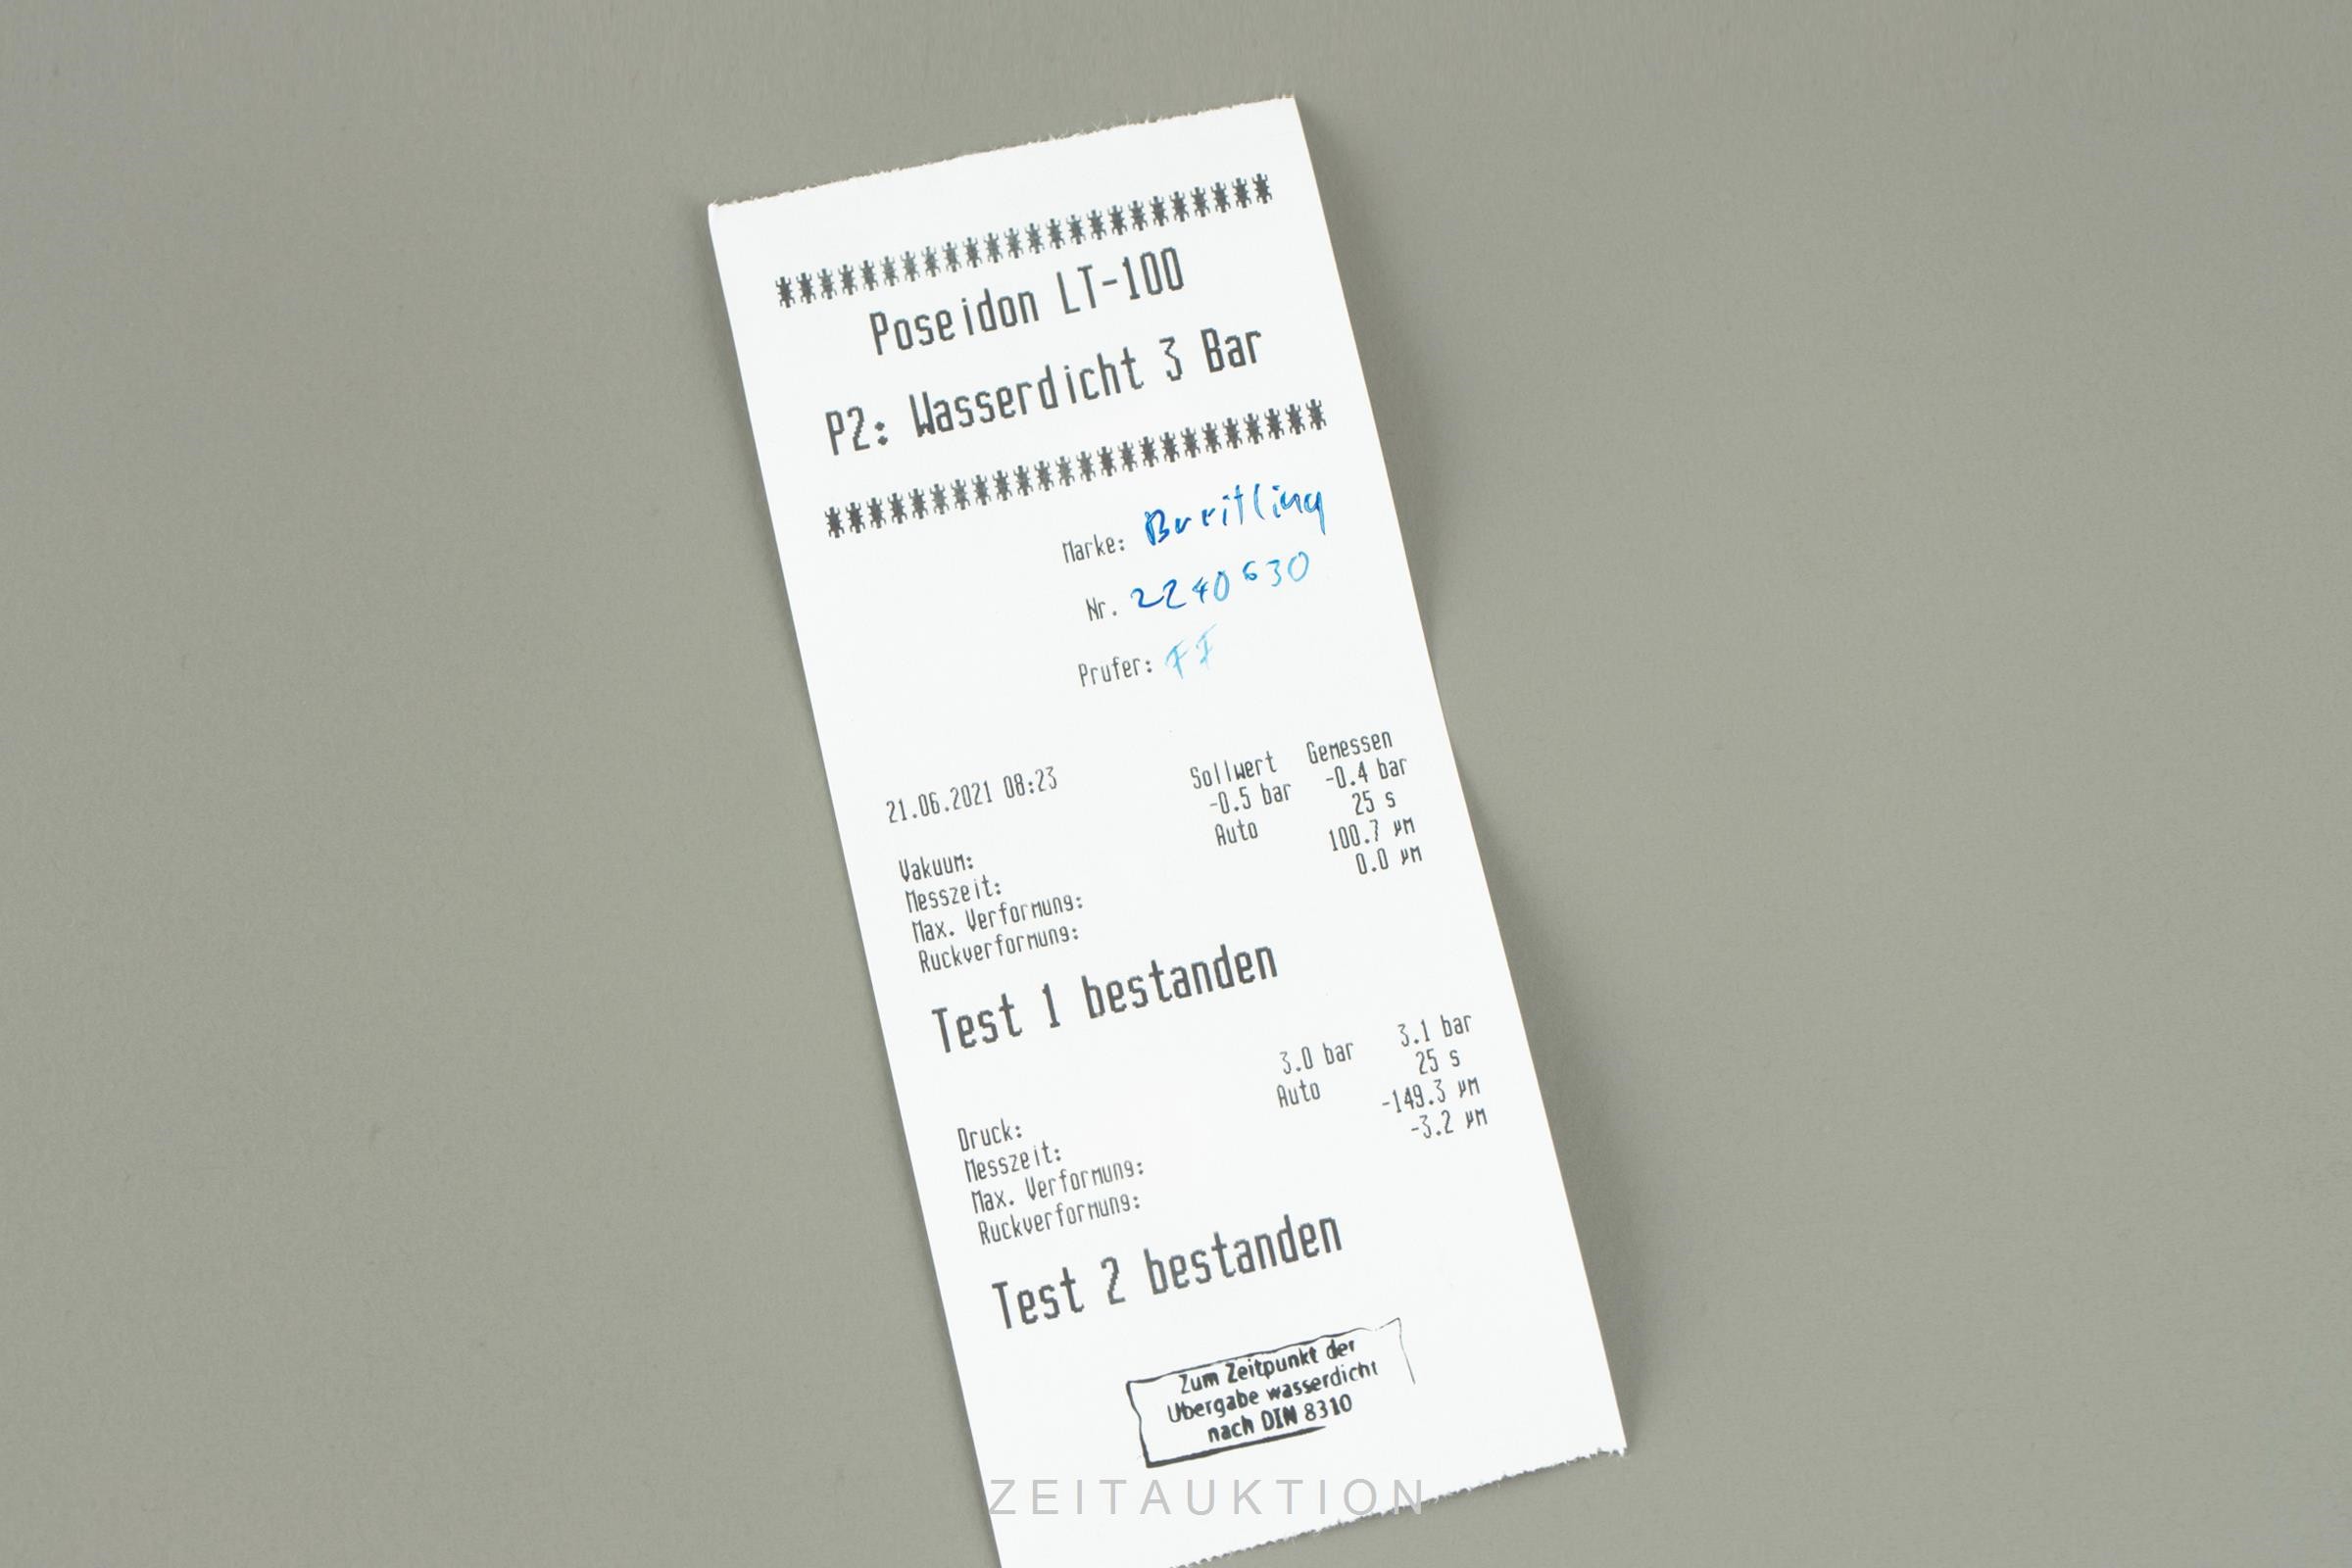 ************************
Poseidon LT-100
P2: Wasserdicht 3 Bar
************************
Marke: Breitling
Nr. 2240630
Prufer: FF
21.06.2021 08:23 Sollwert Gemessen
Vakuum: -0.5 bar -0.4 bar
Messzeit: Auto 25 s
Max. Verformung: 100.7 µm
Ruckverformung: 0.0 µm
Test 1 bestanden
Druck: 3.0 bar 3.1 bar
Messzeit: Auto 25 s
Max. Verformung: -149.3 µm
Ruckverformung: -3.2 µm
Test 2 bestanden
Zum Zeitpunkt der
Übergabe wasserdicht
nach DIN 8310
ZEITAUKTION